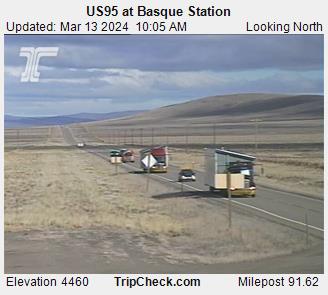 US95 at Basque Station
Updated: Mar 13 2024 10:05 AM Looking North
Elevation 4460 TripCheck.com Milepost 91.62